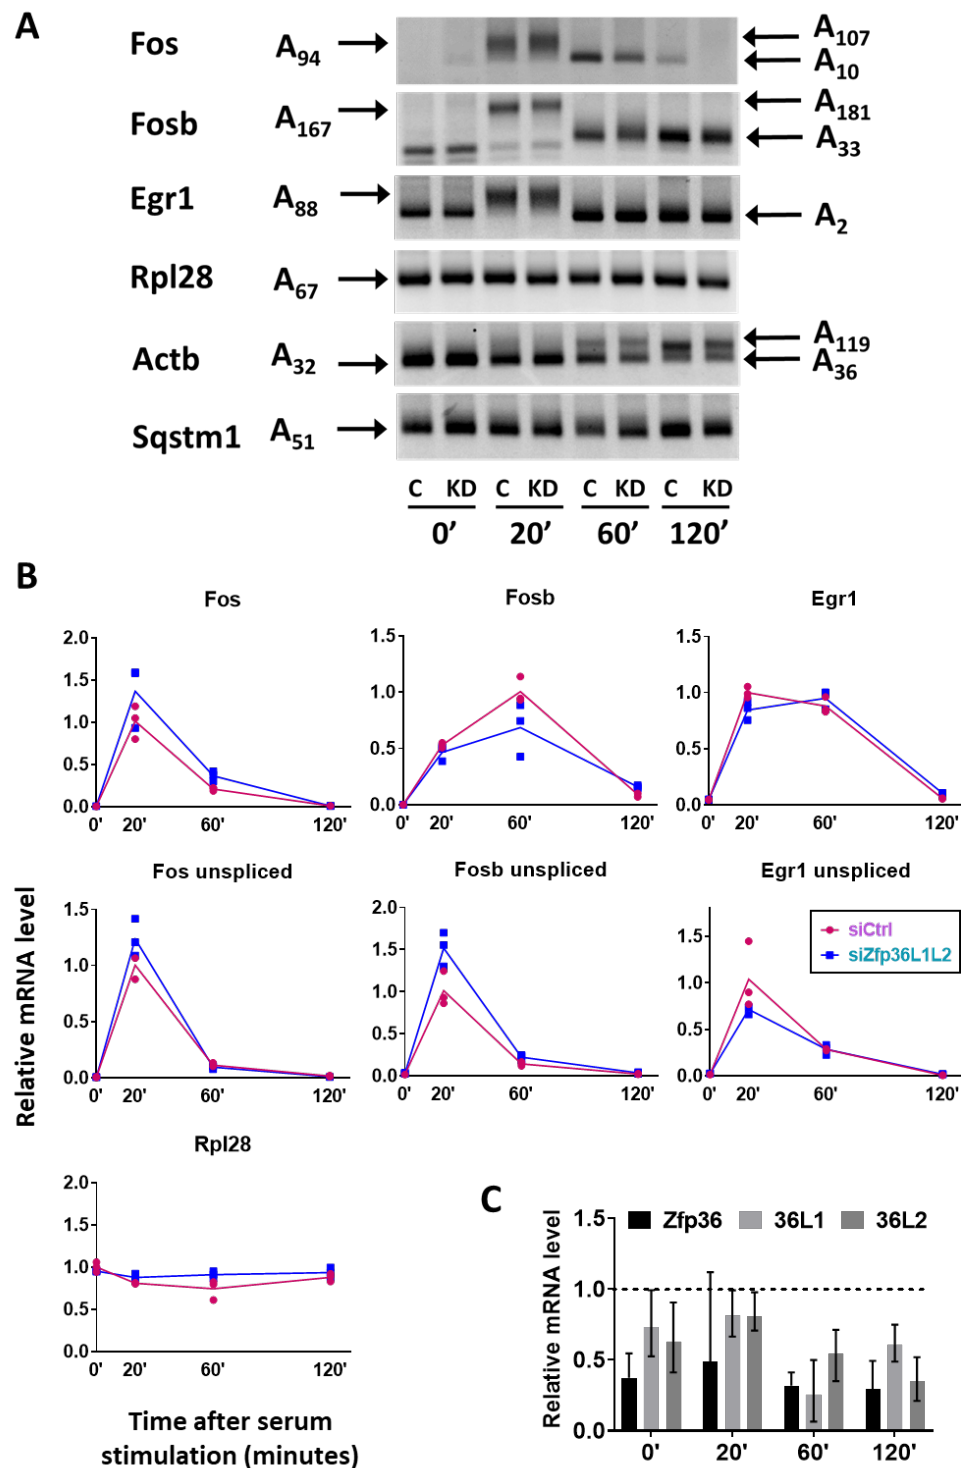 A
Fos A94 A107
A10
Fosb A167 A181
A33
Egr1 A88 A2
Rpl28 A67
Actb A32 A119
A36
Sqstm1 A51
C KD C KD C KD C KD
0' 20' 60' 120'
B
Fos Fosb Egr1
2.0
1.5
1.0
0.5
0.0
0' 20' 60' 120'
1.5
1.0
0.5
0.0
0' 20' 60' 120'
1.5
1.0
0.5
0.0
0' 20' 60' 120'
Relative mRNA level
Fos unspliced Fosb unspliced Egr1 unspliced
1.5
1.0
0.5
0.0
0' 20' 60' 120'
2.0
1.5
1.0
0.5
0.0
0' 20' 60' 120'
1.5
1.0
0.5
0.0
0' 20' 60' 120'
siCtrl
siZfp36L1L2
Rpl28
2.0
1.5
1.0
0.5
0.0
0' 20' 60' 120'
Time after serum
stimulation (minutes)
C
Relative mRNA level
Zfp36 36L1 36L2
1.5
1.0
0.5
0.0
0' 20' 60' 120'